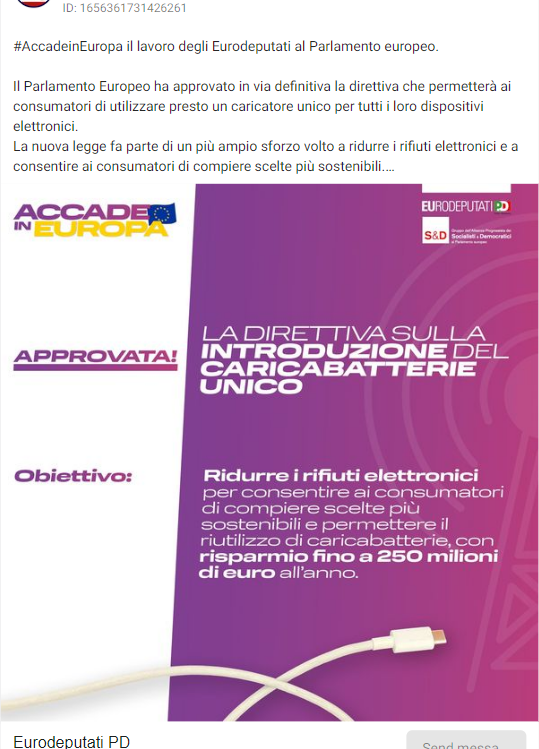 ID: 1656361731426261
#AccadeinEuropa il lavoro degli Eurodeputati al Parlamento europeo.
Il Parlamento Europeo ha approvato in via definitiva la direttiva che permetterà ai
consumatori di utilizzare presto un caricatore unico per tutti i loro dispositivi
elettronici.
La nuova legge fa parte di un più ampio sforzo volto a ridurre i rifiuti elettronici e a
consentire ai consumatori di compiere scelte più sostenibili....
ACCADE
IN EUROPA
EURODEPUTATI PD
S&D
Gruppo dell'Alleanza Progressista dei
Socialisti & Democratici
al Parlamento europeo
APPROVATA!
LA DIRETTIVA SULLA
INTRODUZIONE DEL
CARICABATTERIE
UNICO
Obiettivo:
Ridurre i rifiuti elettronici
per consentire ai consumatori
di compiere scelte più
sostenibili e permettere il
riutilizzo di caricabatterie, con
risparmio fino a 250 milioni
di euro all'anno.
Eurodeputati PD
Send messa